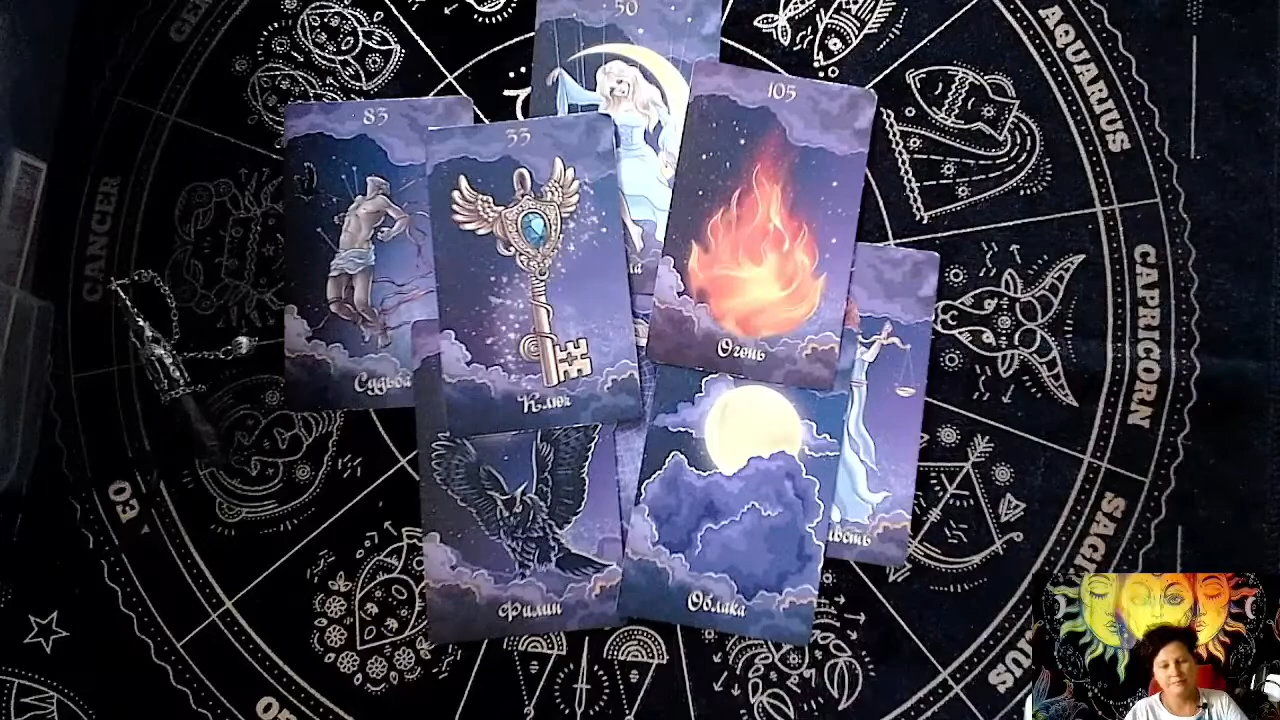 50
105
83
33
AQUARIUS
CANCER
CAPRICORN
Огонь
Судьба
Ключ
Филин
Облака